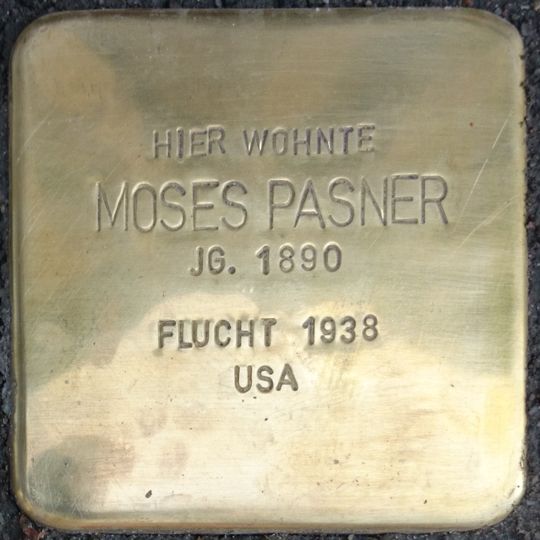 HIER WOHNTE
MOSES PASNER
JG. 1890
FLUCHT 1938
USA